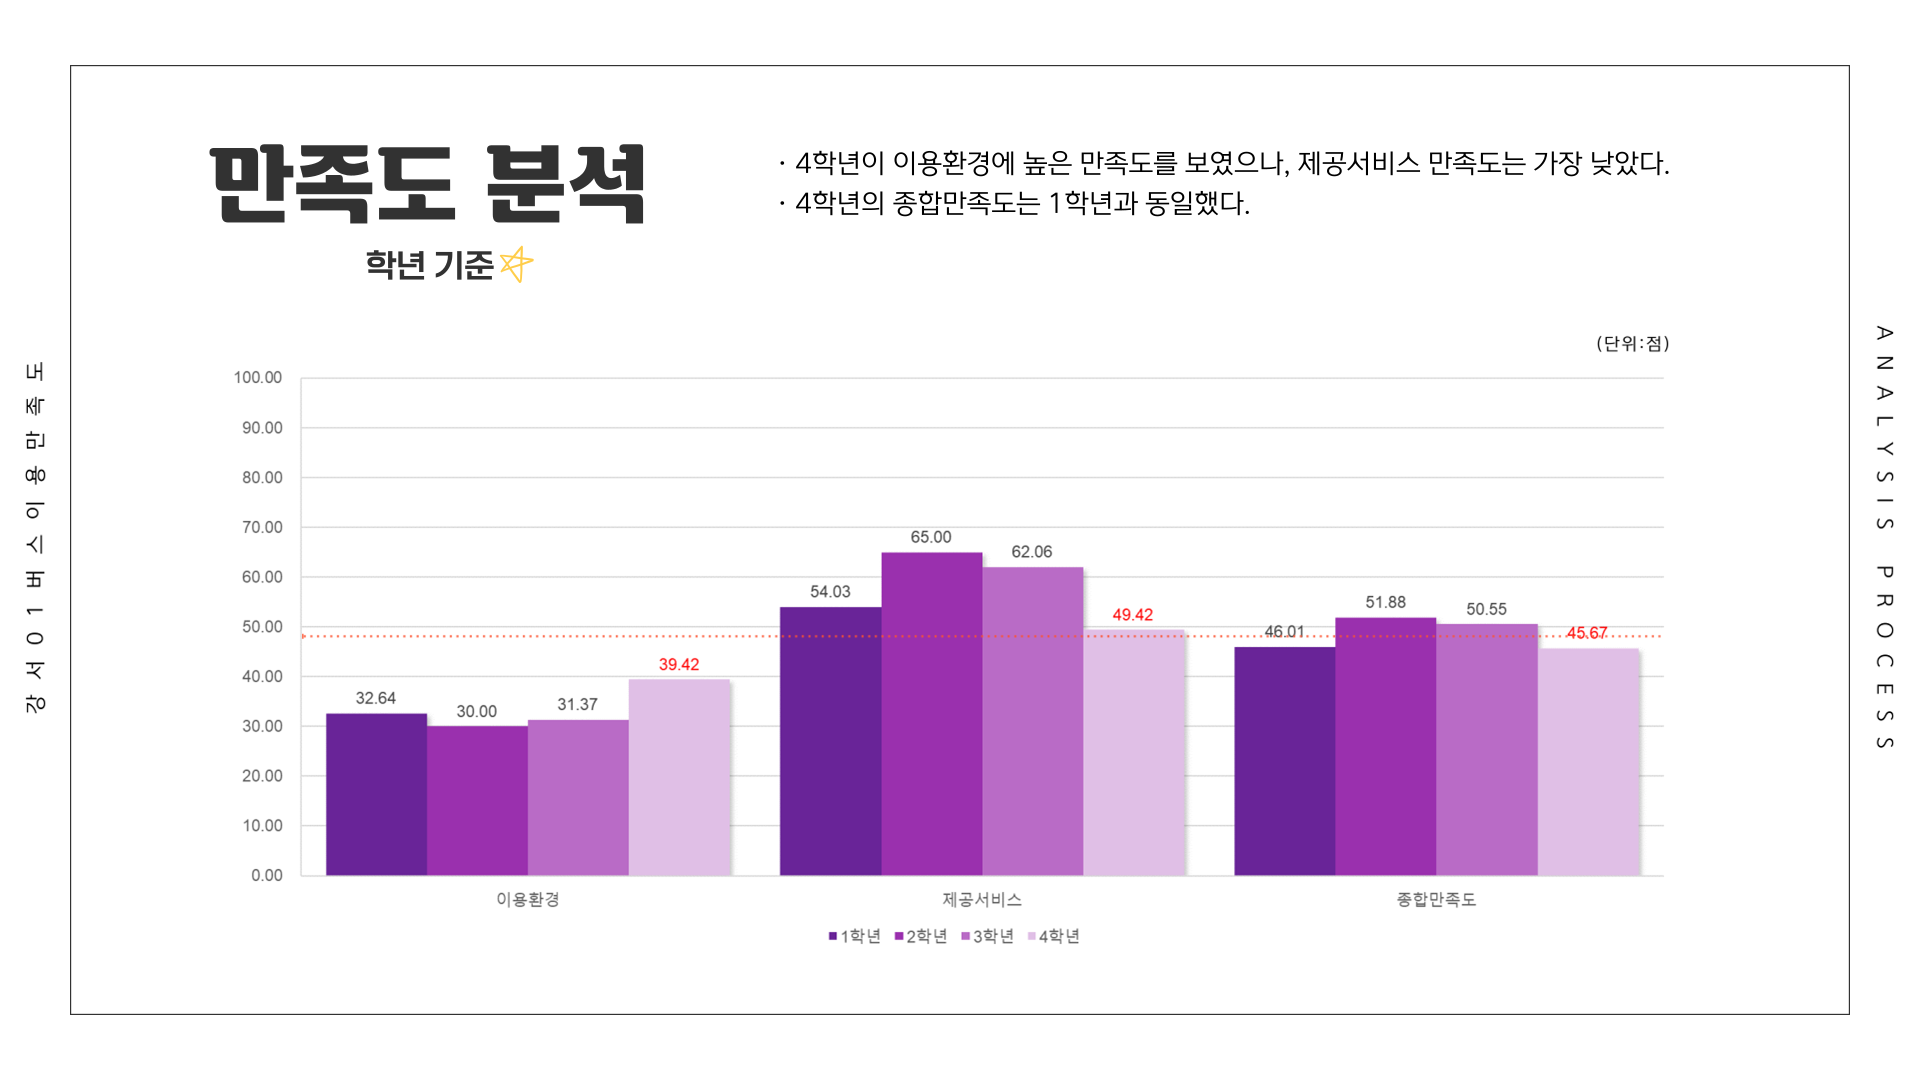 만족도 분석
학년 기준
· 4학년이 이용환경에 높은 만족도를 보였으나, 제공서비스 만족도는 가장 낮았다.
· 4학년의 종합만족도는 1학년과 동일했다.
(단위:점)
100.00
90.00
80.00
70.00
60.00
50.00
40.00
30.00
20.00
10.00
0.00
32.64
30.00
31.37
39.42
54.03
65.00
62.06
49.42
46.01
51.88
50.55
45.67
이용환경
제공서비스
종합만족도
1학년 2학년 3학년 4학년
강서01버스이용만족도
ANALYSIS PROCESS